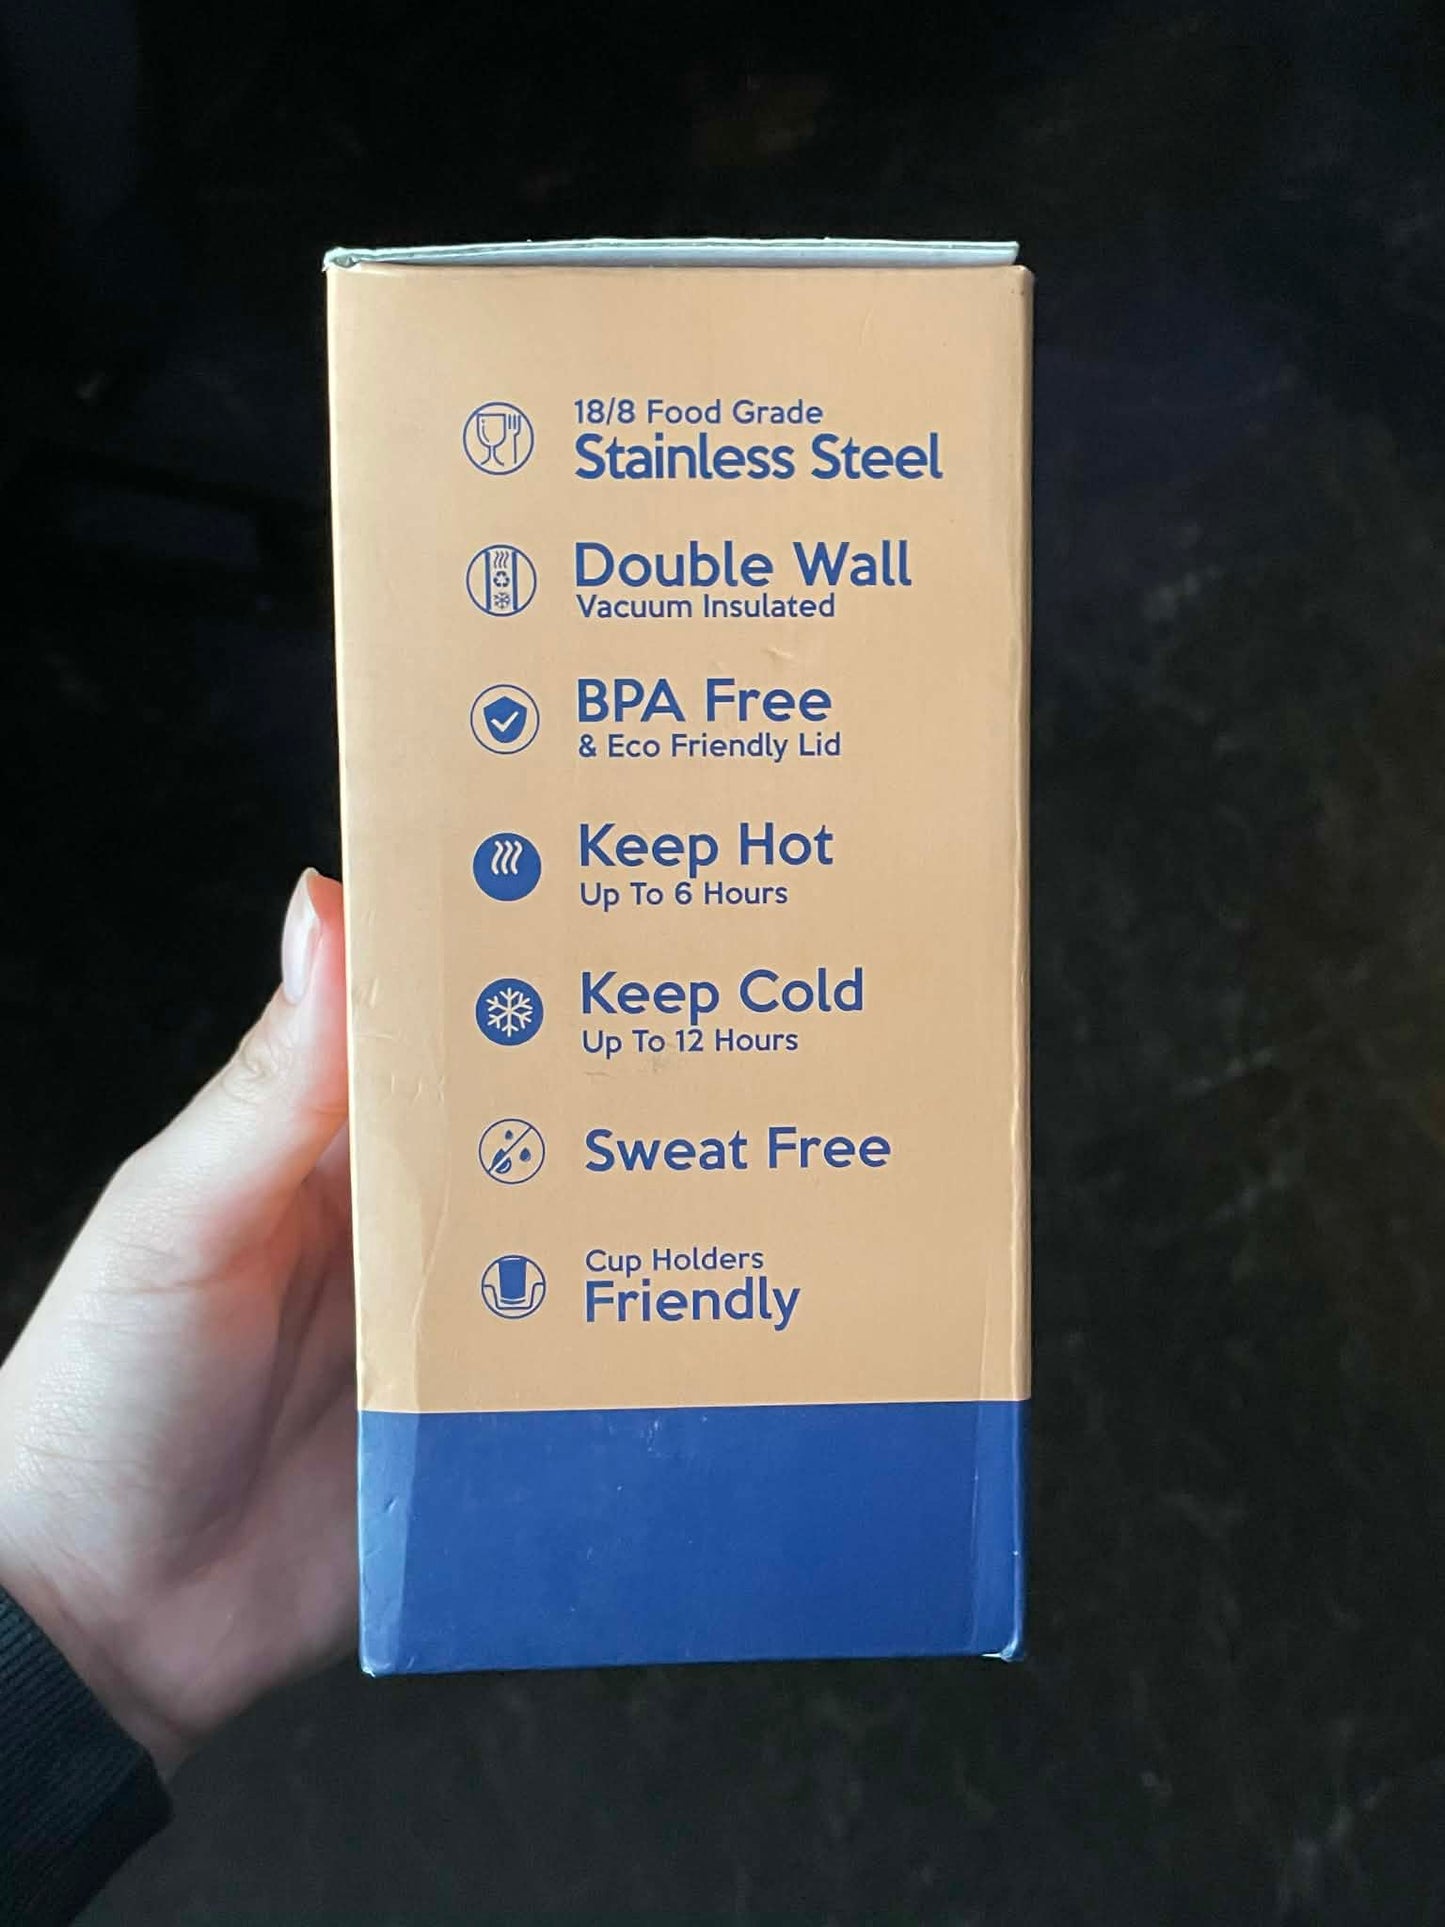 18/8 Food Grade
Stainless Steel
Double Wall
Vacuum Insulated
BPA Free
& Eco Friendly Lid
Keep Hot
Up To 6 Hours
Keep Cold
Up To 12 Hours
Sweat Free
Cup Holders
Friendly